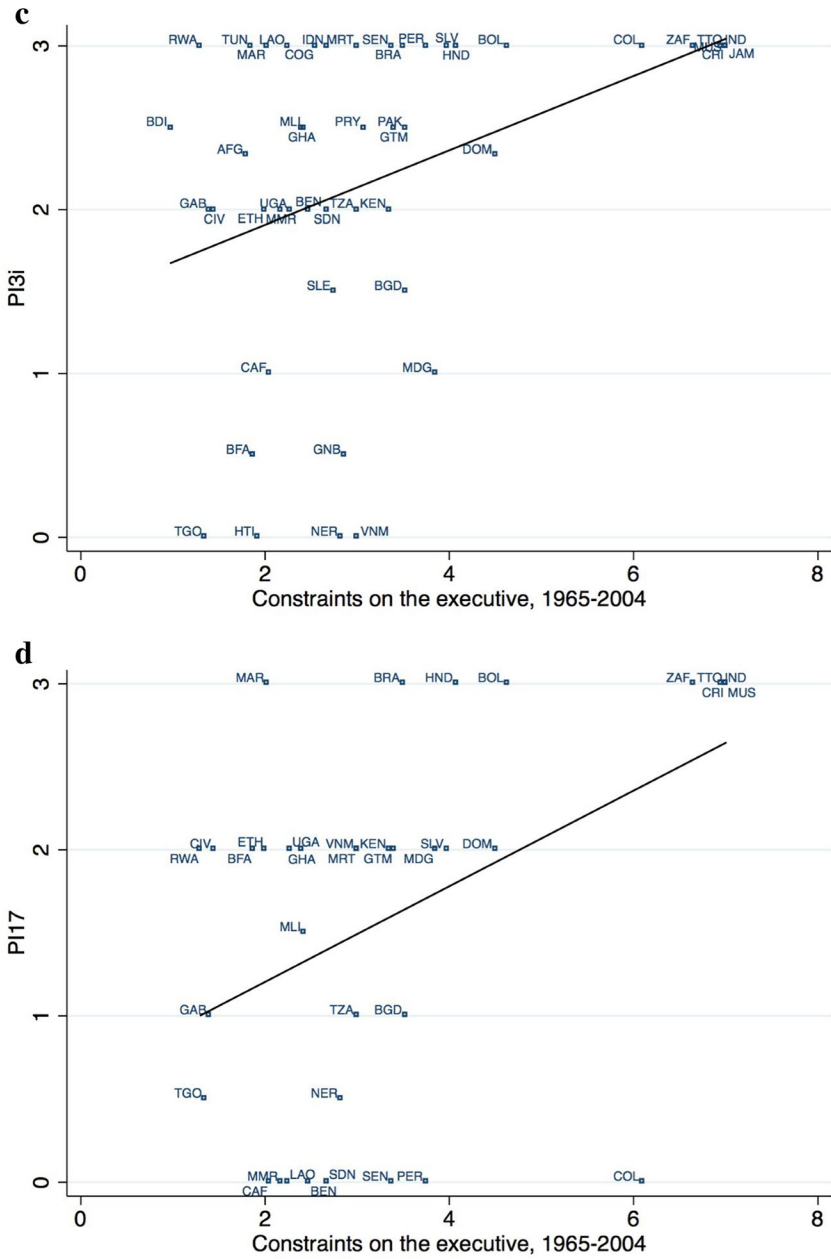 c
3
RWA TUN LAO IDN MRT SEN PER SLV BOL COL ZAF TTO IND
MUS
MAR COG BRA HND CRI JAM
BDI MLI PRY PAK
GHA GTM
AFG DOM
GAB UGA BEN TZA KEN
2
CIV ETH MMR SDN
SLE BGD
PI3i
CAF MDG
1
BFA GNB
TGO HTI NER VNM
0
0 2 4 6 8
Constraints on the executive, 1965-2004
d
3
MAR BRA HND BOL ZAF TTO IND
CRI MUS
CIV ETH UGA VNM KEN SLV DOM
2
RWA BFA GHA MRT GTM MDG
MLI
PI17
GAB TZA BGD
1
TGO NER
MMR LAO SDN SEN PER COL
0
CAF BEN
0 2 4 6 8
Constraints on the executive, 1965-2004